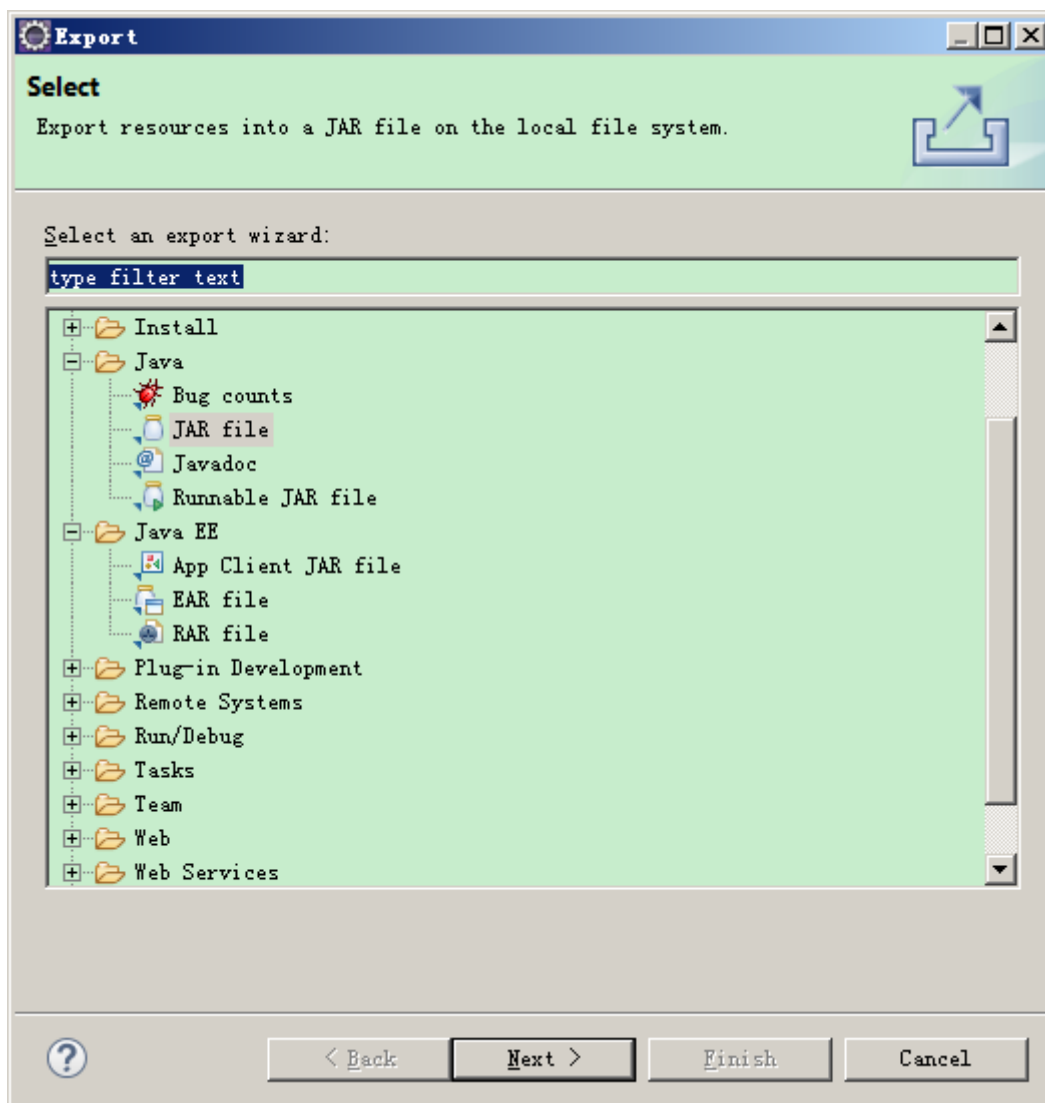 Export
Select
Export resources into a JAR file on the local file system.
Select an export wizard:
type filter text
Install
Java
Bug counts
JAR file
Javadoc
Runnable JAR file
Java EE
App Client JAR file
EAR file
RAR file
Plug-in Development
Remote Systems
Run/Debug
Tasks
Team
Web
Web Services
? < Back Next > Finish Cancel